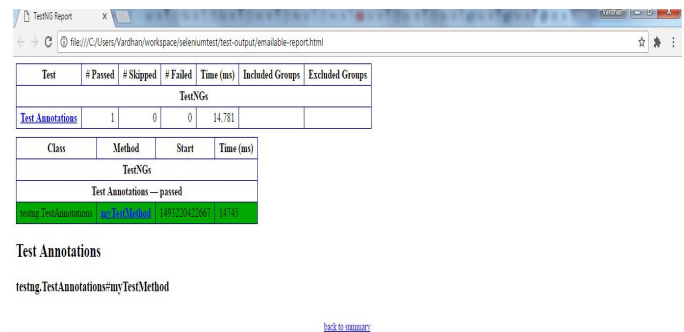 TestNG Report
Vardhan
file:///C:/Users/Vardhan/workspace/seleniumtest/test-output/emailable-report.html
Test # Passed # Skipped # Failed Time (ms) Included Groups Excluded Groups
TestNGs
Test Annotations 1 0 0 14,781
Class Method Start Time (ms)
TestNGs
Test Annotations — passed
testng.TestAnnotations myTestMethod 1493220422667 14745
Test Annotations
testng.TestAnnotations#myTestMethod
back to summary